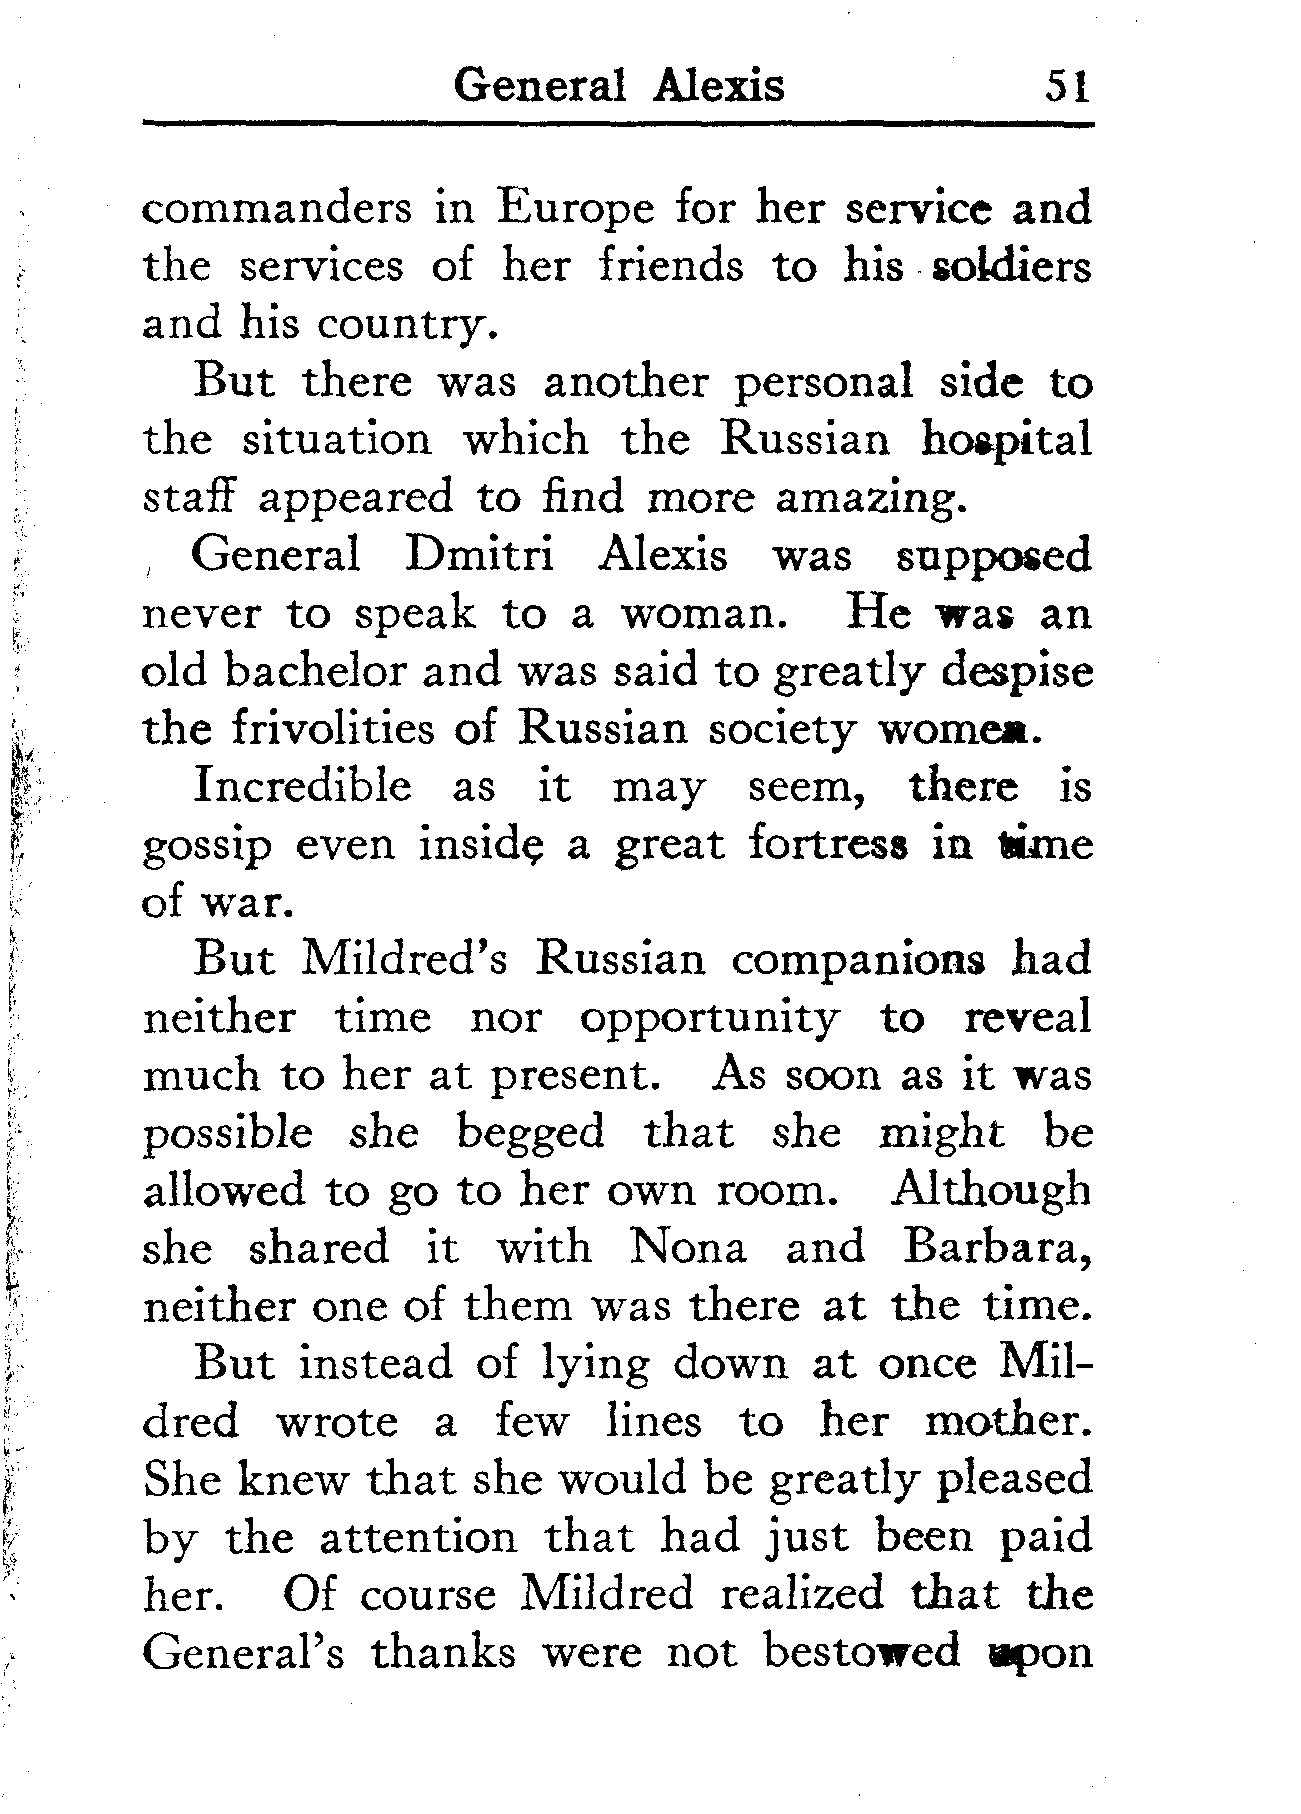 General Alexis 51
commanders in Europe for her service and
the services of her friends to his soldiers
and his country.
But there was another personal side to
the situation which the Russian hospital
staff appeared to find more amazing.
General Dmitri Alexis was supposed
never to speak to a woman. He was an
old bachelor and was said to greatly despise
the frivolities of Russian society women.
Incredible as it may seem, there is
gossip even inside a great fortress in time
of war.
But Mildred's Russian companions had
neither time nor opportunity to reveal
much to her at present. As soon as it was
possible she begged that she might be
allowed to go to her own room. Although
she shared it with Nona and Barbara,
neither one of them was there at the time.
But instead of lying down at once Mil-
dred wrote a few lines to her mother.
She knew that she would be greatly pleased
by the attention that had just been paid
her. Of course Mildred realized that the
General's thanks were not bestowed upon